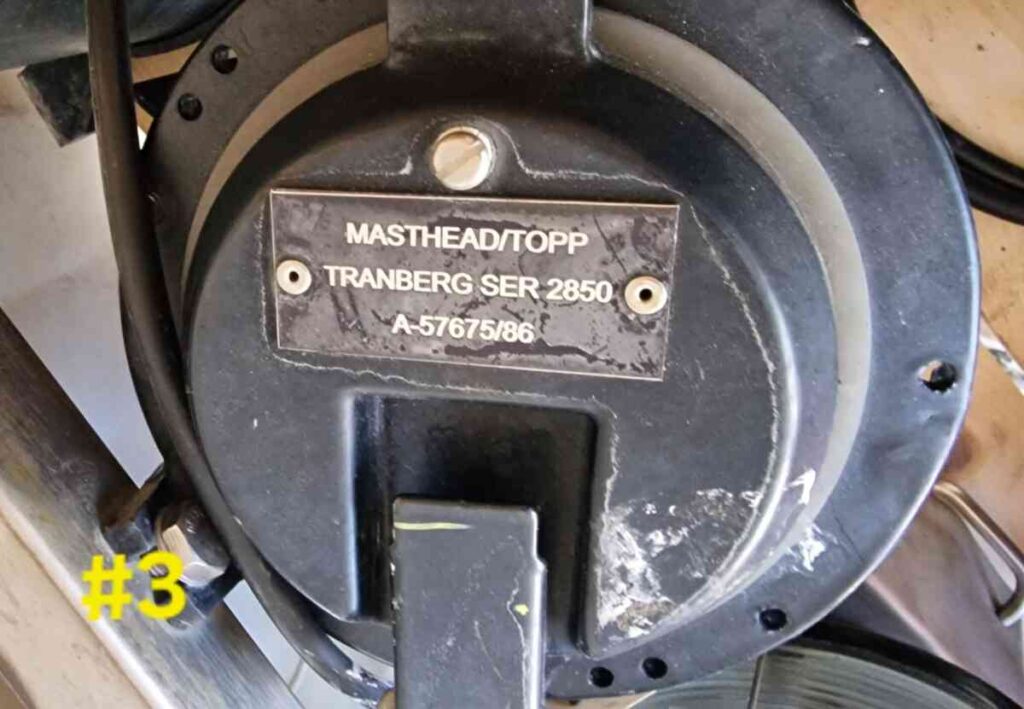 MASTHEAD/TOPP
TRANBERG SER 2850
A-57675/86
#3